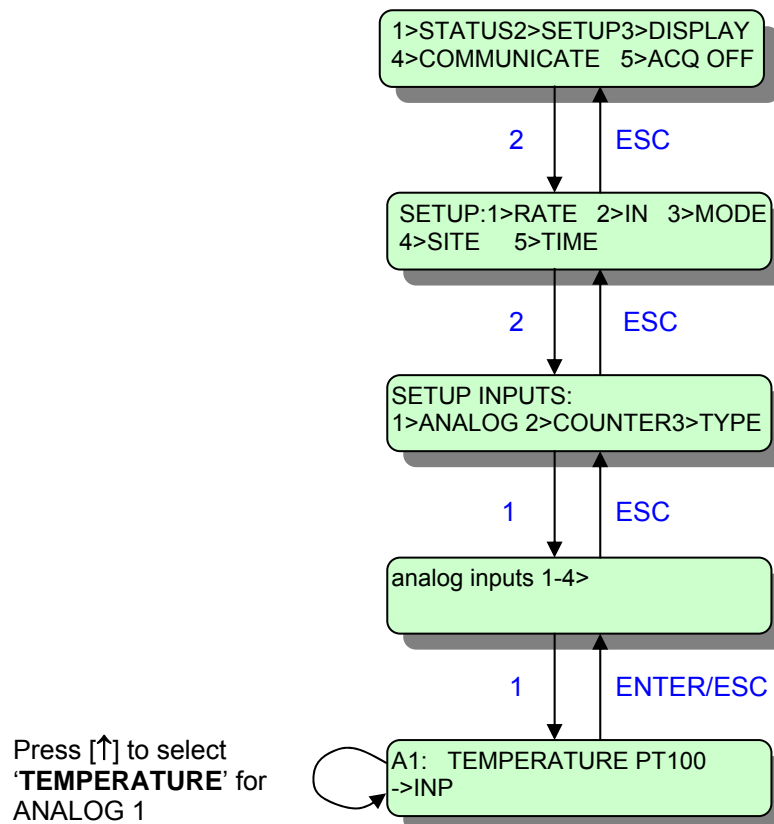 1>STATUS2>SETUP3>DISPLAY
4>COMMUNICATE 5>ACQ OFF
2
ESC
SETUP:1>RATE 2>IN 3>MODE
4>SITE 5>TIME
2
ESC
SETUP INPUTS:
1>ANALOG 2>COUNTER3>TYPE
1
ESC
analog inputs 1-4>
1
ENTER/ESC
Press [↑] to select
‘TEMPERATURE’ for
ANALOG 1
A1: TEMPERATURE PT100
->INP